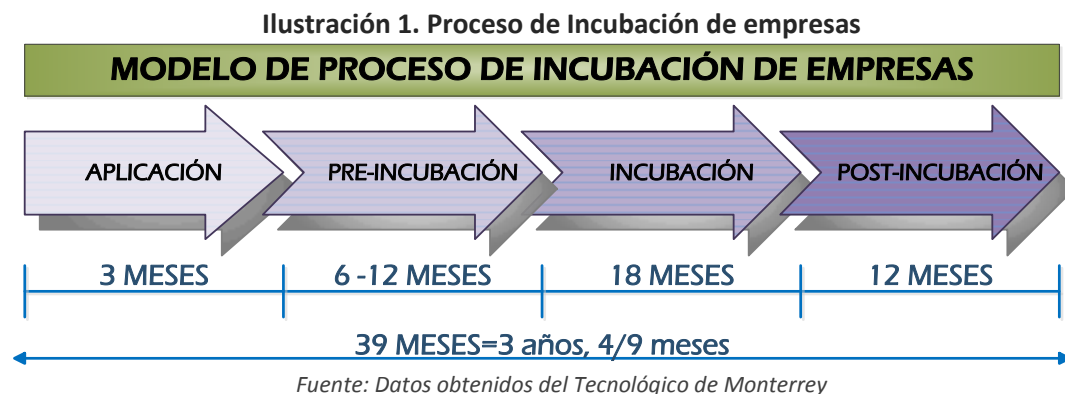 Ilustración 1. Proceso de Incubación de empresas
MODELO DE PROCESO DE INCUBACIÓN DE EMPRESAS
APLICACIÓN
PRE-INCUBACIÓN
INCUBACIÓN
POST-INCUBACIÓN
3 MESES
6 -12 MESES
18 MESES
12 MESES
39 MESES=3 años, 4/9 meses
Fuente: Datos obtenidos del Tecnológico de Monterrey